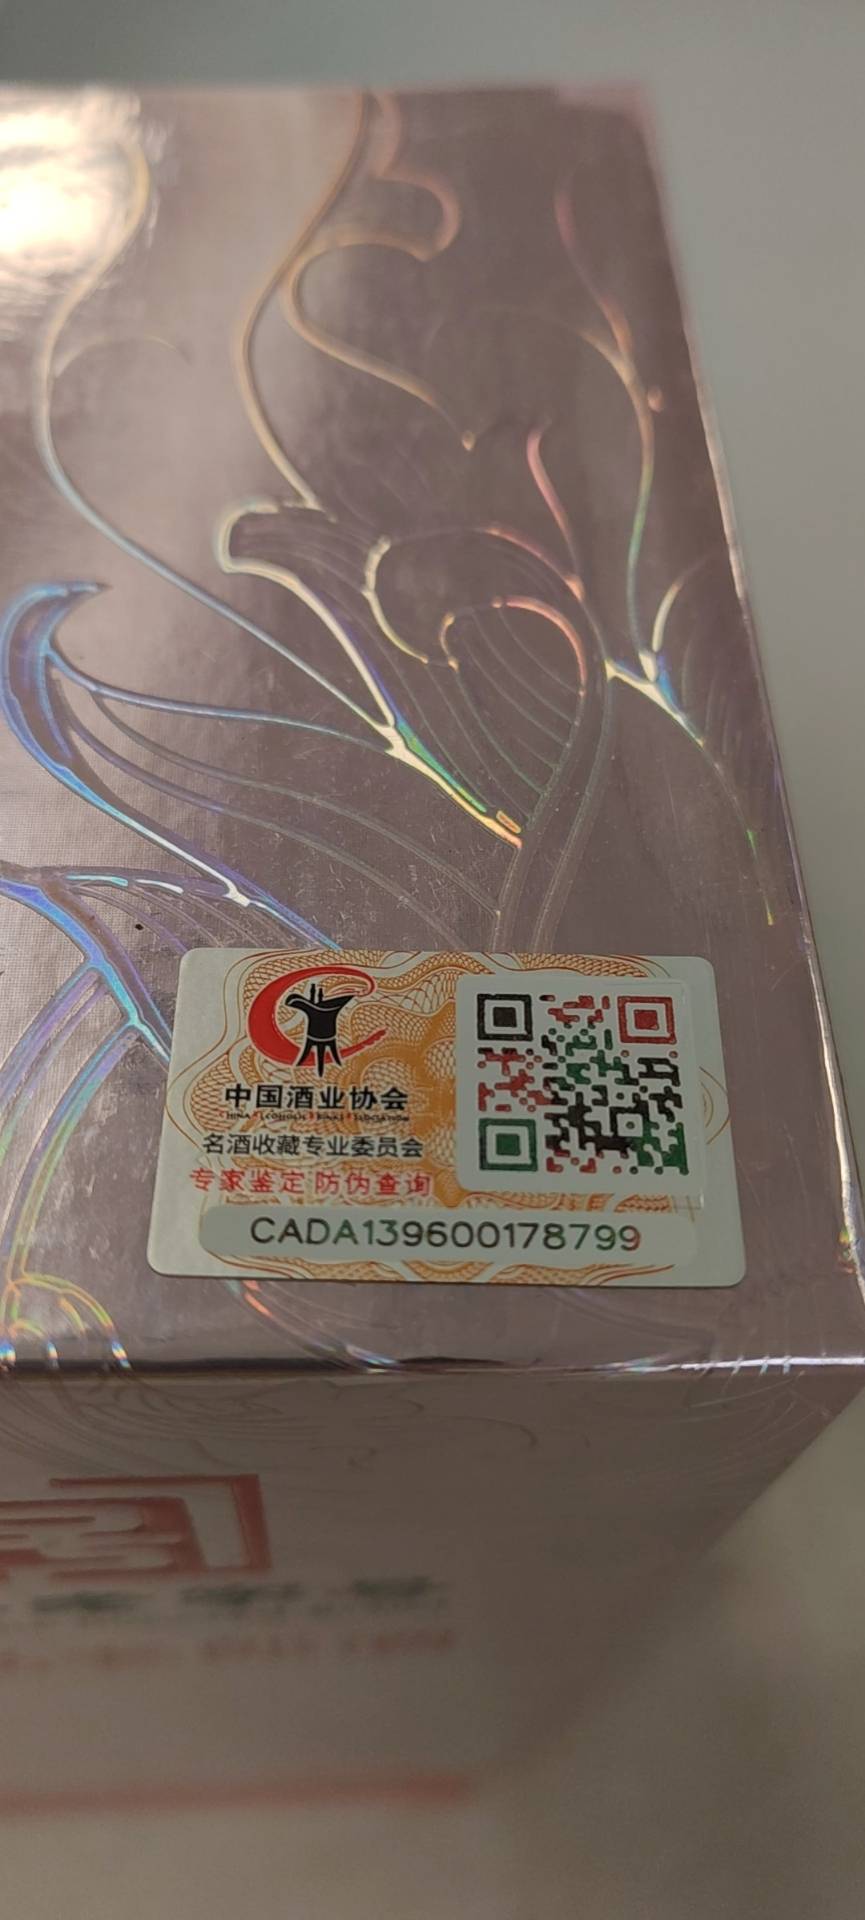 中国酒业协会
名酒收藏专业委员会
专家鉴定 防伪查询
CADA139600178799